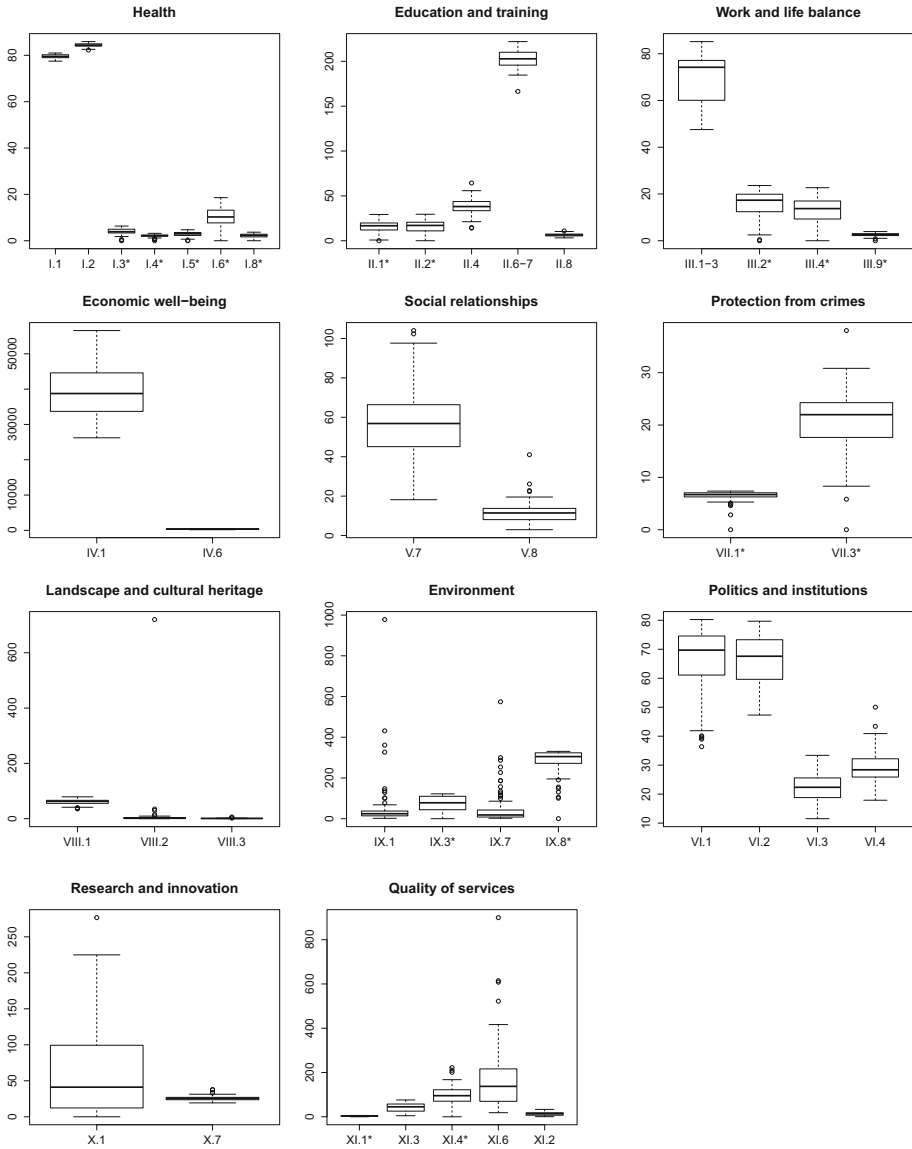 Health
80
60
40
20
0
I.1 I.2 I.3* I.4* I.5* I.6* I.8*
Education and training
200
150
100
50
0
II.1* II.2* II.4 II.6−7 II.8
Work and life balance
80
60
40
20
0
III.1−3 III.2* III.4* III.9*
Economic well−being
50000
30000
10000
0
IV.1 IV.6
Social relationships
100
80
60
40
20
0
V.7 V.8
Protection from crimes
30
20
10
0
VII.1* VII.3*
Landscape and cultural heritage
600
400
200
0
VIII.1 VIII.2 VIII.3
Environment
1000
800
600
400
200
0
IX.1 IX.3* IX.7 IX.8*
Politics and institutions
80
70
60
50
40
30
20
10
VI.1 VI.2 VI.3 VI.4
Research and innovation
250
200
150
100
50
0
X.1 X.7
Quality of services
800
600
400
200
0
XI.1* XI.3 XI.4* XI.6 XI.2